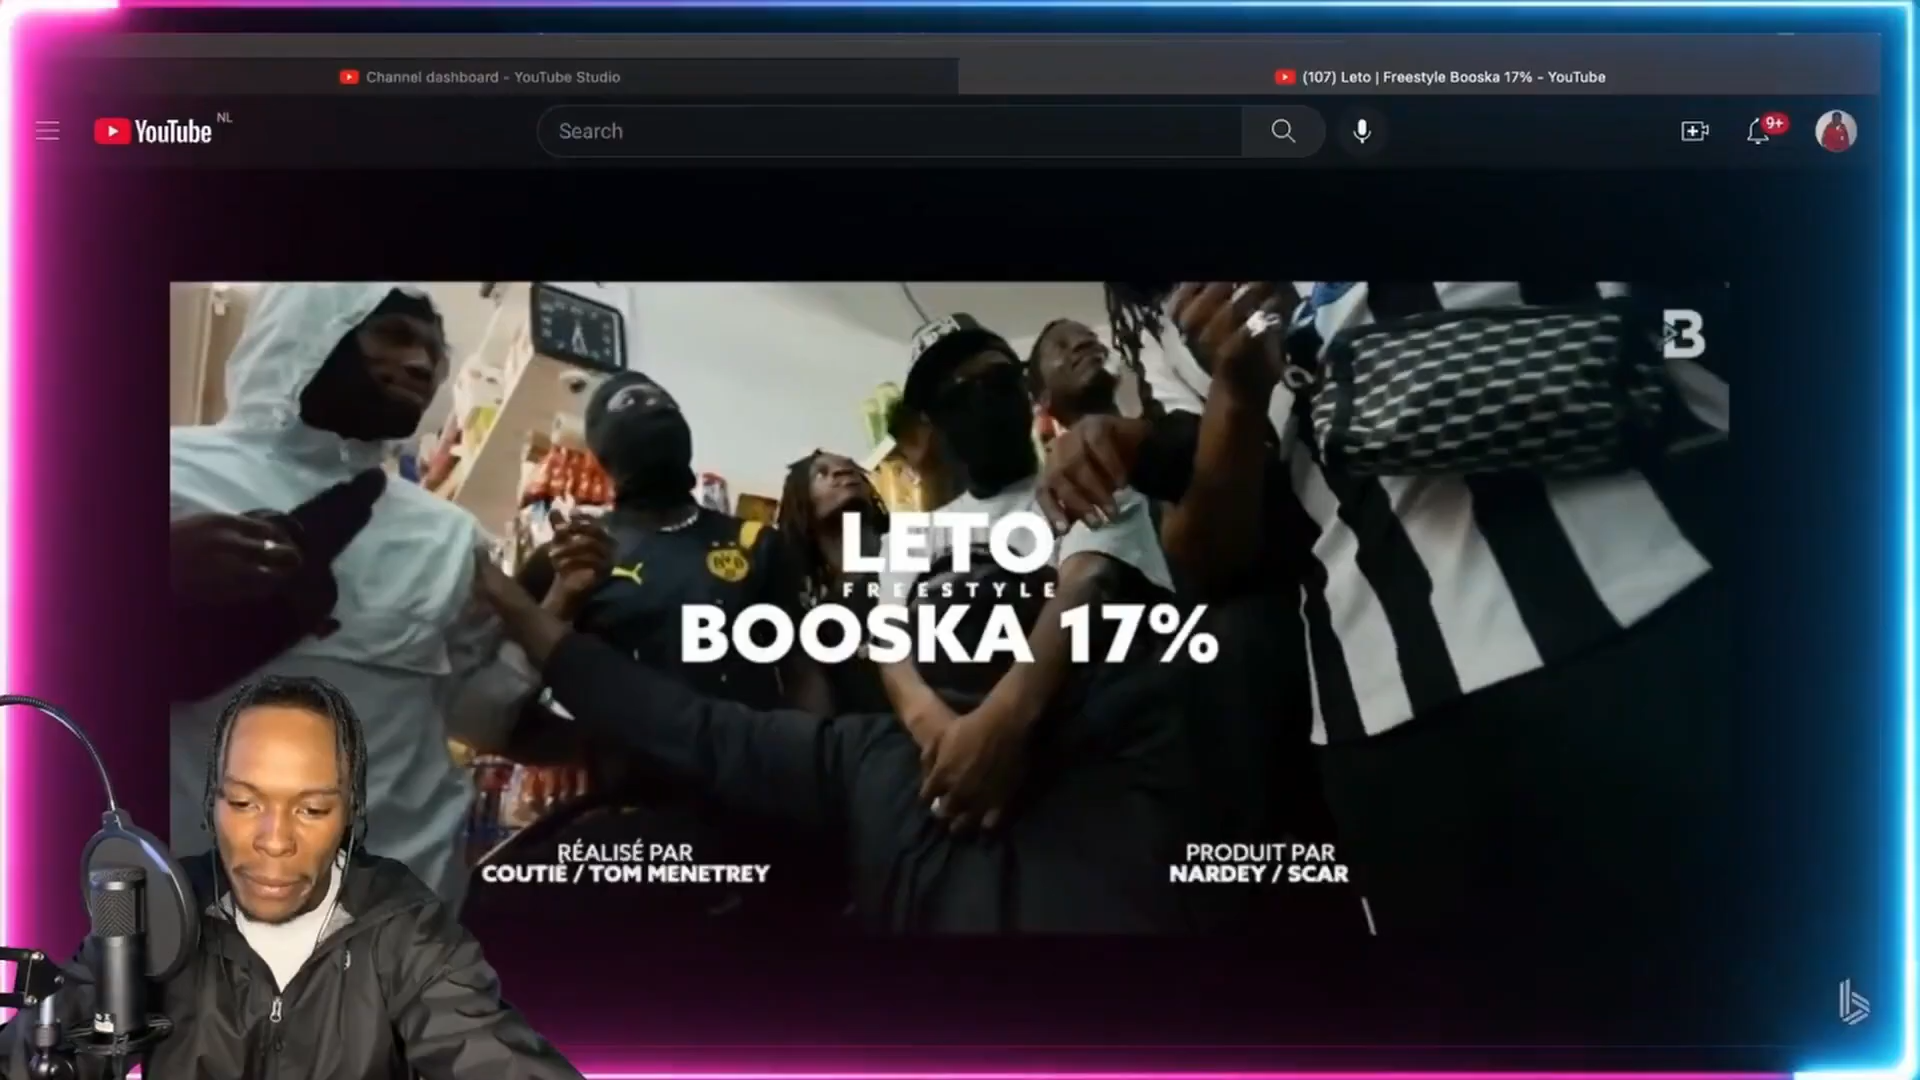 Channel dashboard - YouTube Studio
(107) Leto | Freestyle Booska 17% - YouTube
YouTube NL
Search
9+
B
LETO
FREESTYLE
BOOSKA 17%
RÉALISÉ PAR
COUTIÉ / TOM MENETREY
PRODUIT PAR
NARDEY / SCAR